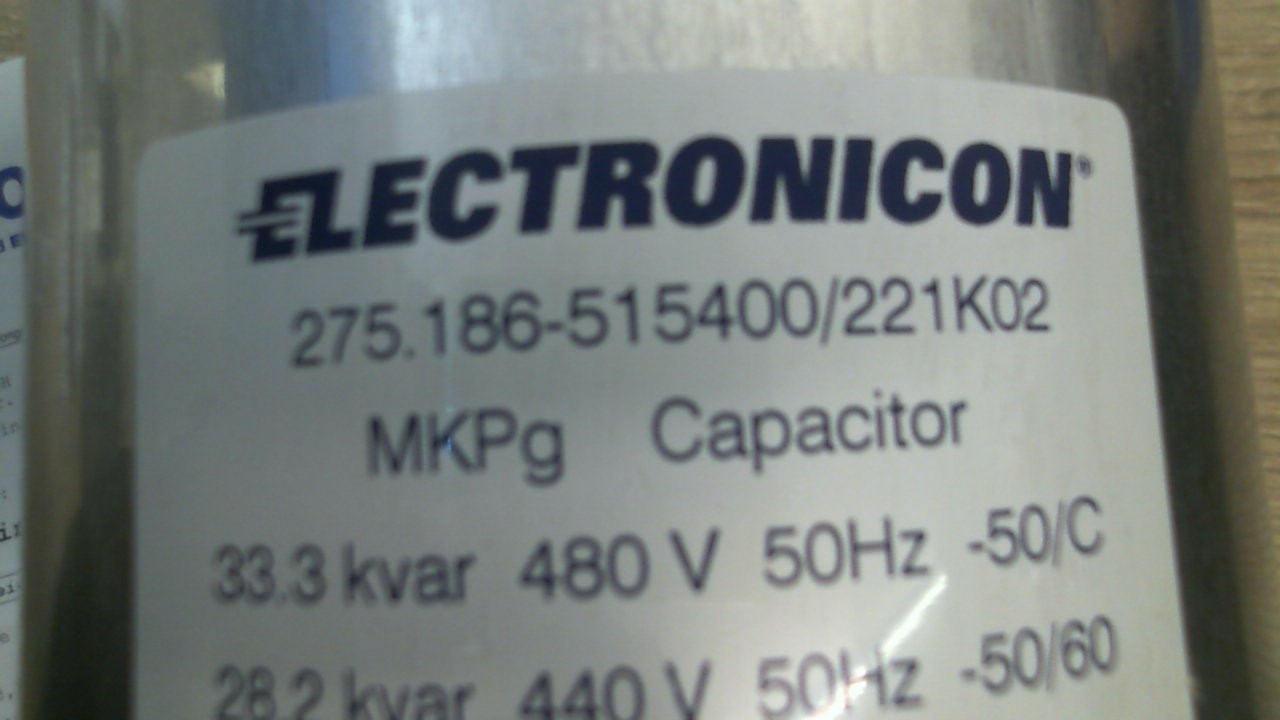 ELECTRONICON®
275.186-515400/221K02
MKPg Capacitor
33.3 kvar 480 V 50Hz -50/C
28.2 kvar 440 V 50Hz -50/60